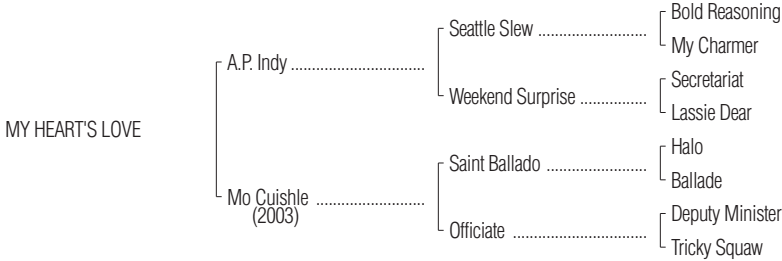 Bold Reasoning
Seattle Slew ..............................
My Charmer
A.P. Indy .....................................
Secretariat
Weekend Surprise ..................
Lassie Dear
MY HEART'S LOVE
Halo
Saint Ballado ............................
Ballade
Mo Cuishle ..............................
(2003)
Deputy Minister
Officiate .....................................
Tricky Squaw